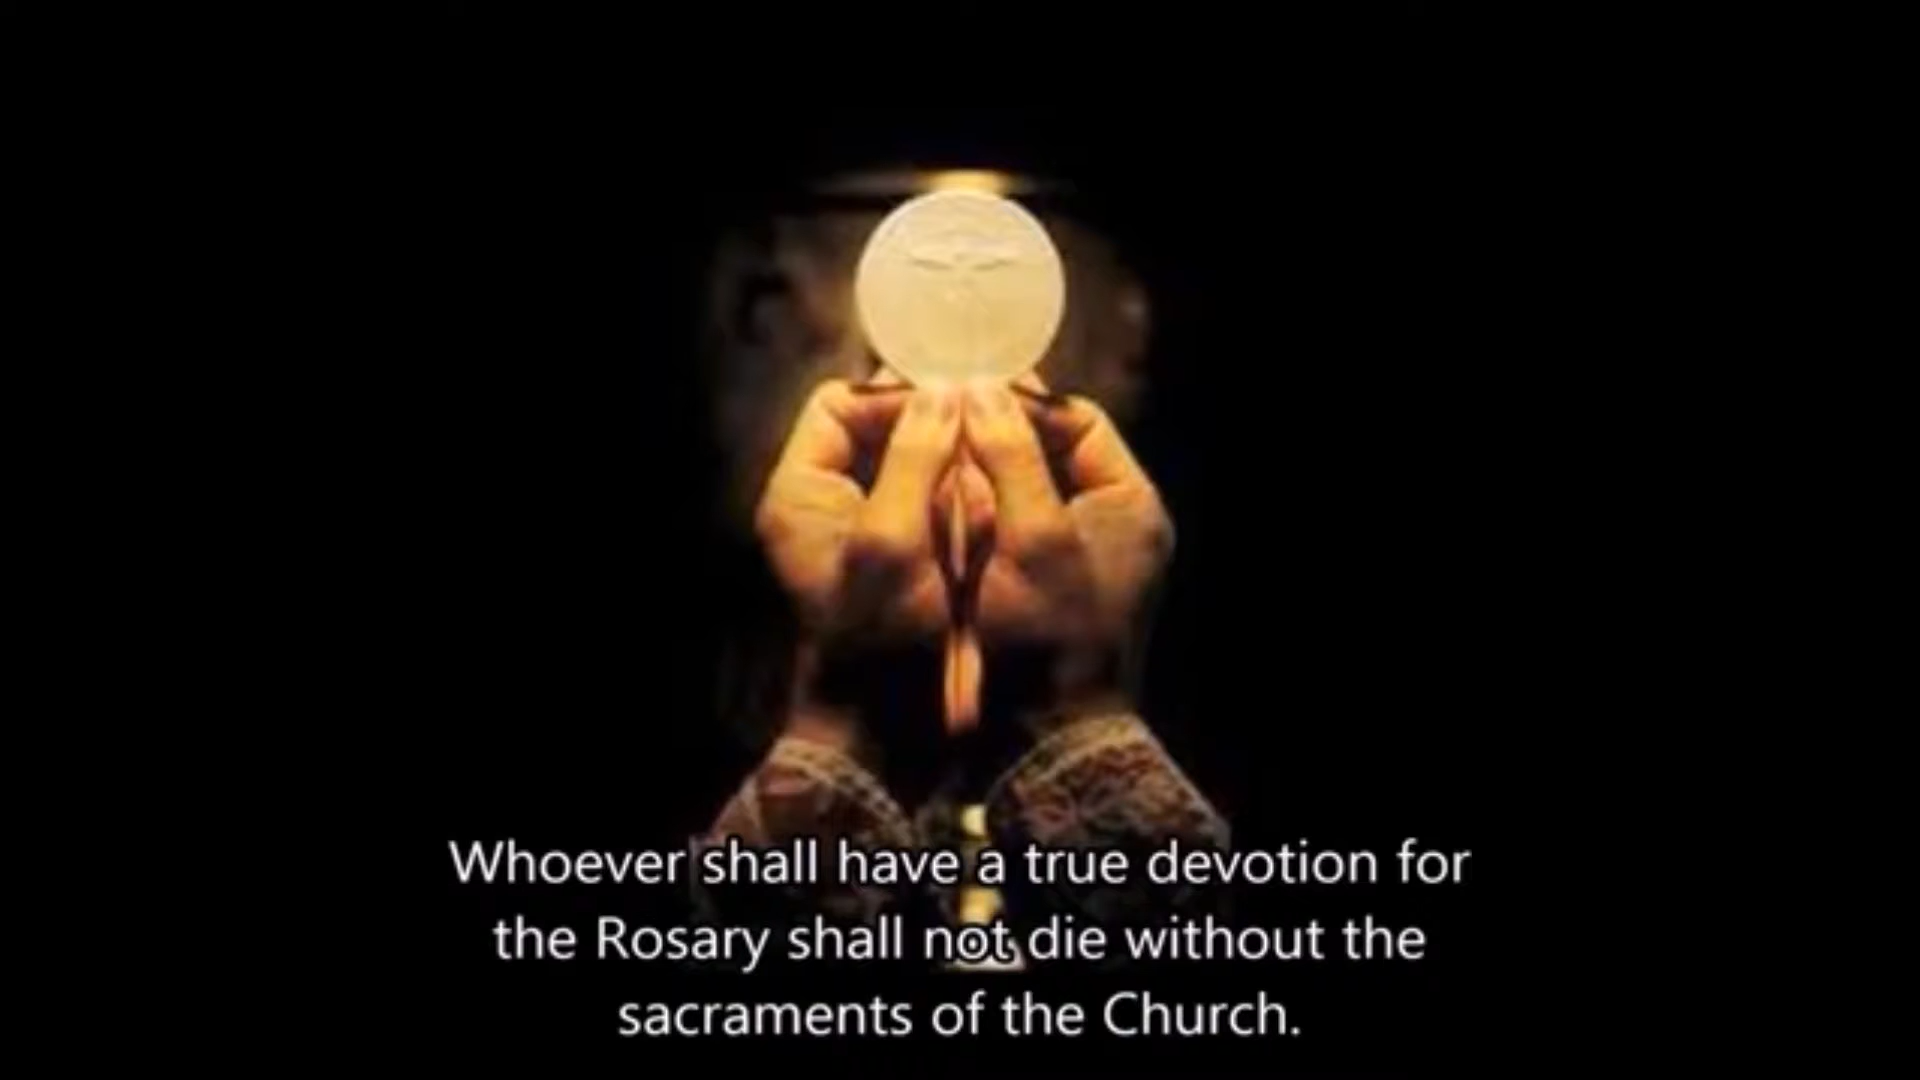 Whoever shall have a true devotion for
the Rosary shall not die without the
sacraments of the Church.